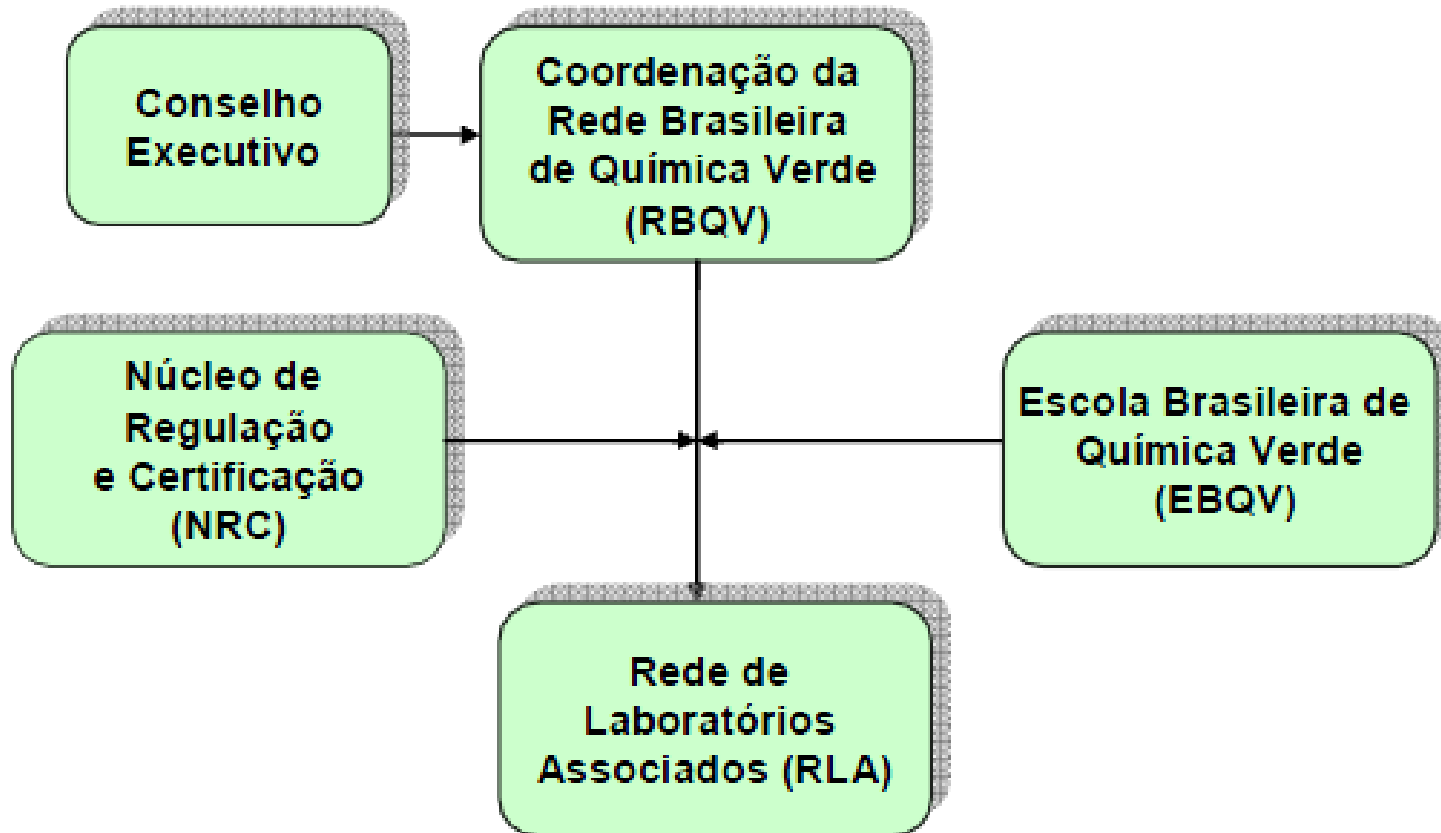 Conselho
Executivo
Coordenação da
Rede Brasileira
de Química Verde
(RBQV)
Núcleo de
Regulação
e Certificação
(NRC)
Escola Brasileira de
Química Verde
(EBQV)
Rede de
Laboratórios
Associados (RLA)